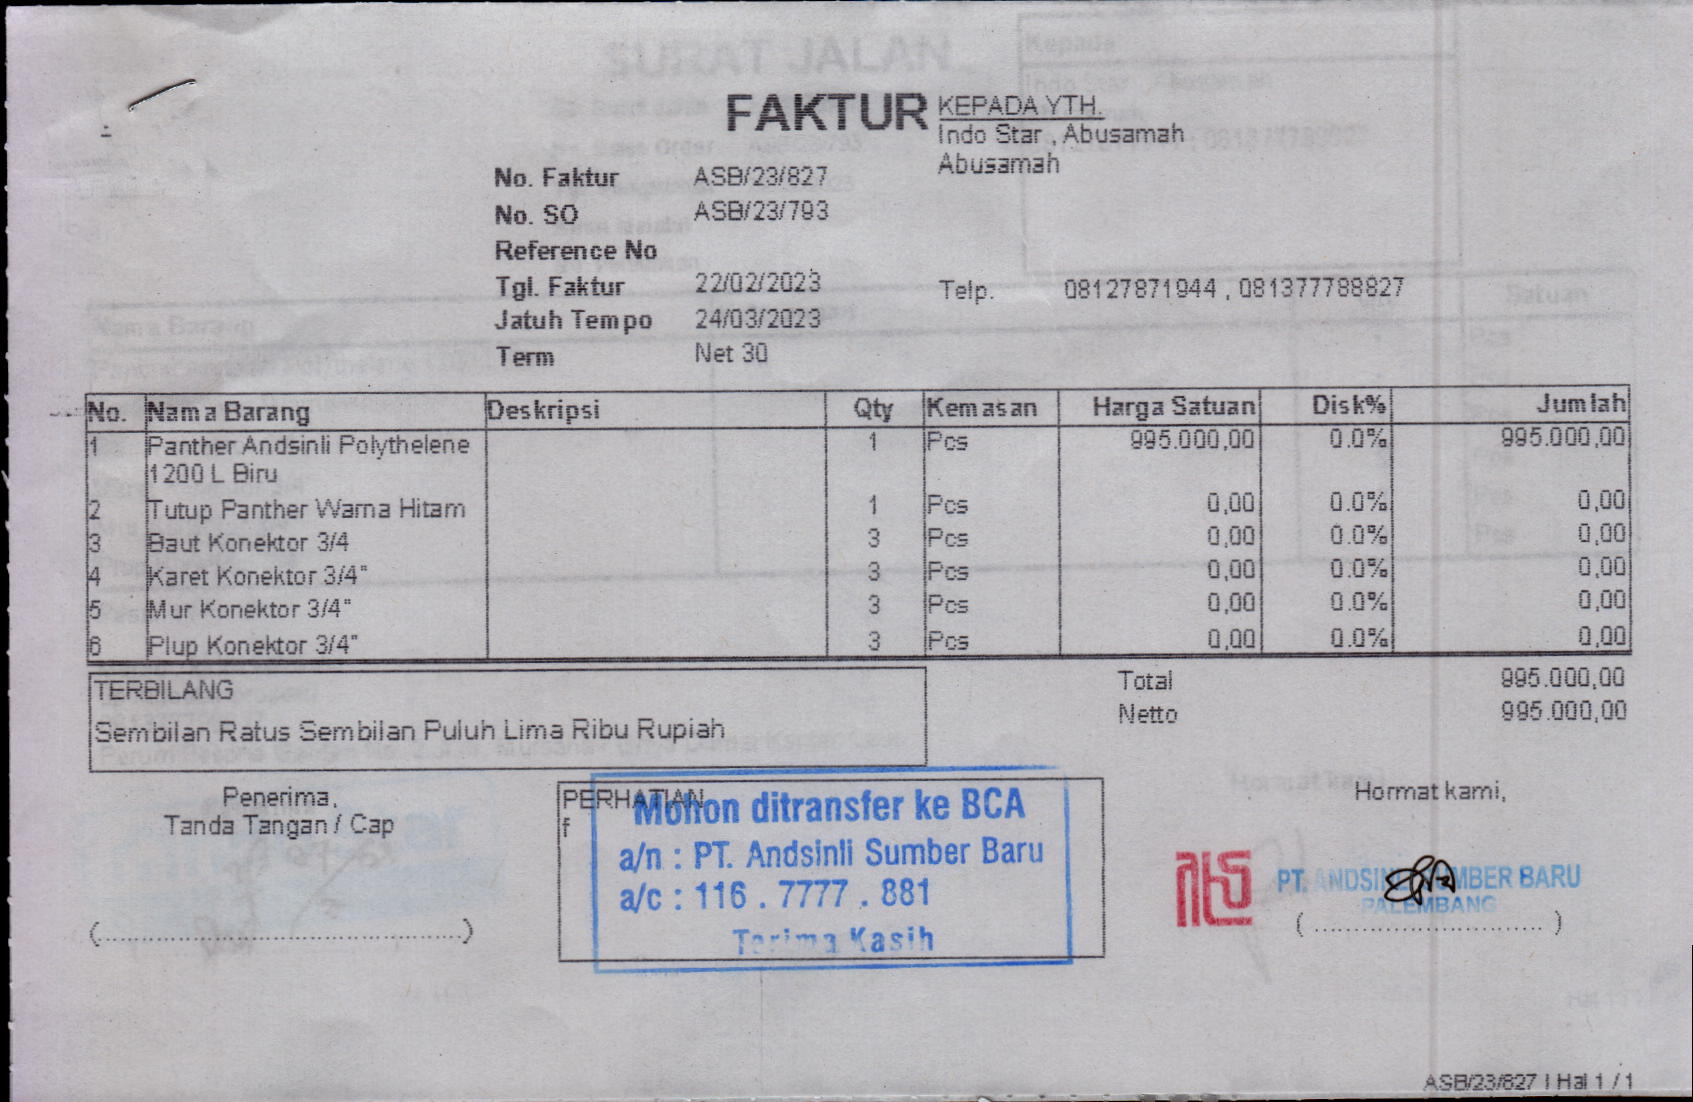 FAKTUR
KEPADA YTH.
Indo Star , Abusamah
Abusamah
No. Faktur ASB/23/827
No. SO ASB/23/793
Reference No
Tgl. Faktur 22/02/2023
Telp. 08127871944 , 081377788827
Jatuh Tempo 24/03/2023
Term Net 30
No. Nama Barang Deskripsi Qty Kemasan Harga Satuan Disk% Jumlah
1 Panther Andsinli Polythelene 1 Pcs 995.000,00 0.0% 995.000,00
1200 L Biru
2 Tutup Panther Warna Hitam 1 Pcs 0,00 0.0% 0,00
3 Baut Konektor 3/4 3 Pcs 0,00 0.0% 0,00
4 Karet Konektor 3/4" 3 Pcs 0,00 0.0% 0,00
5 Mur Konektor 3/4" 3 Pcs 0,00 0.0% 0,00
6 Plup Konektor 3/4" 3 Pcs 0,00 0.0% 0,00
TERBILANG
Sembilan Ratus Sembilan Puluh Lima Ribu Rupiah
Total 995.000,00
Netto 995.000,00
Penerima,
Tanda Tangan / Cap
(..........................................)
PERHATIAN
f
Mohon ditransfer ke BCA
a/n : PT. Andsinli Sumber Baru
a/c : 116 . 7777 . 881
Terima Kasih
Hormat kami,
PT. ANDSINLI SUMBER BARU
PALEMBANG
( .............................. )
ASB/23/827 | Hal 1 / 1